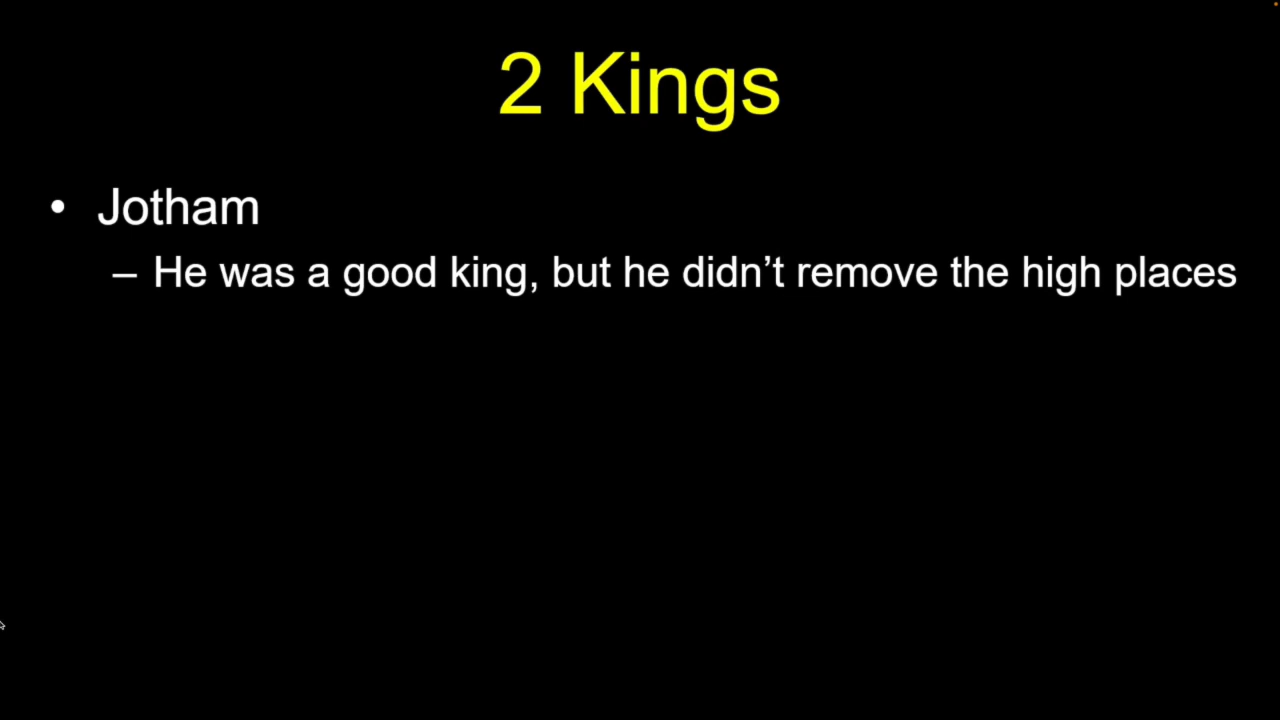 2 Kings
• Jotham
– He was a good king, but he didn’t remove the high places